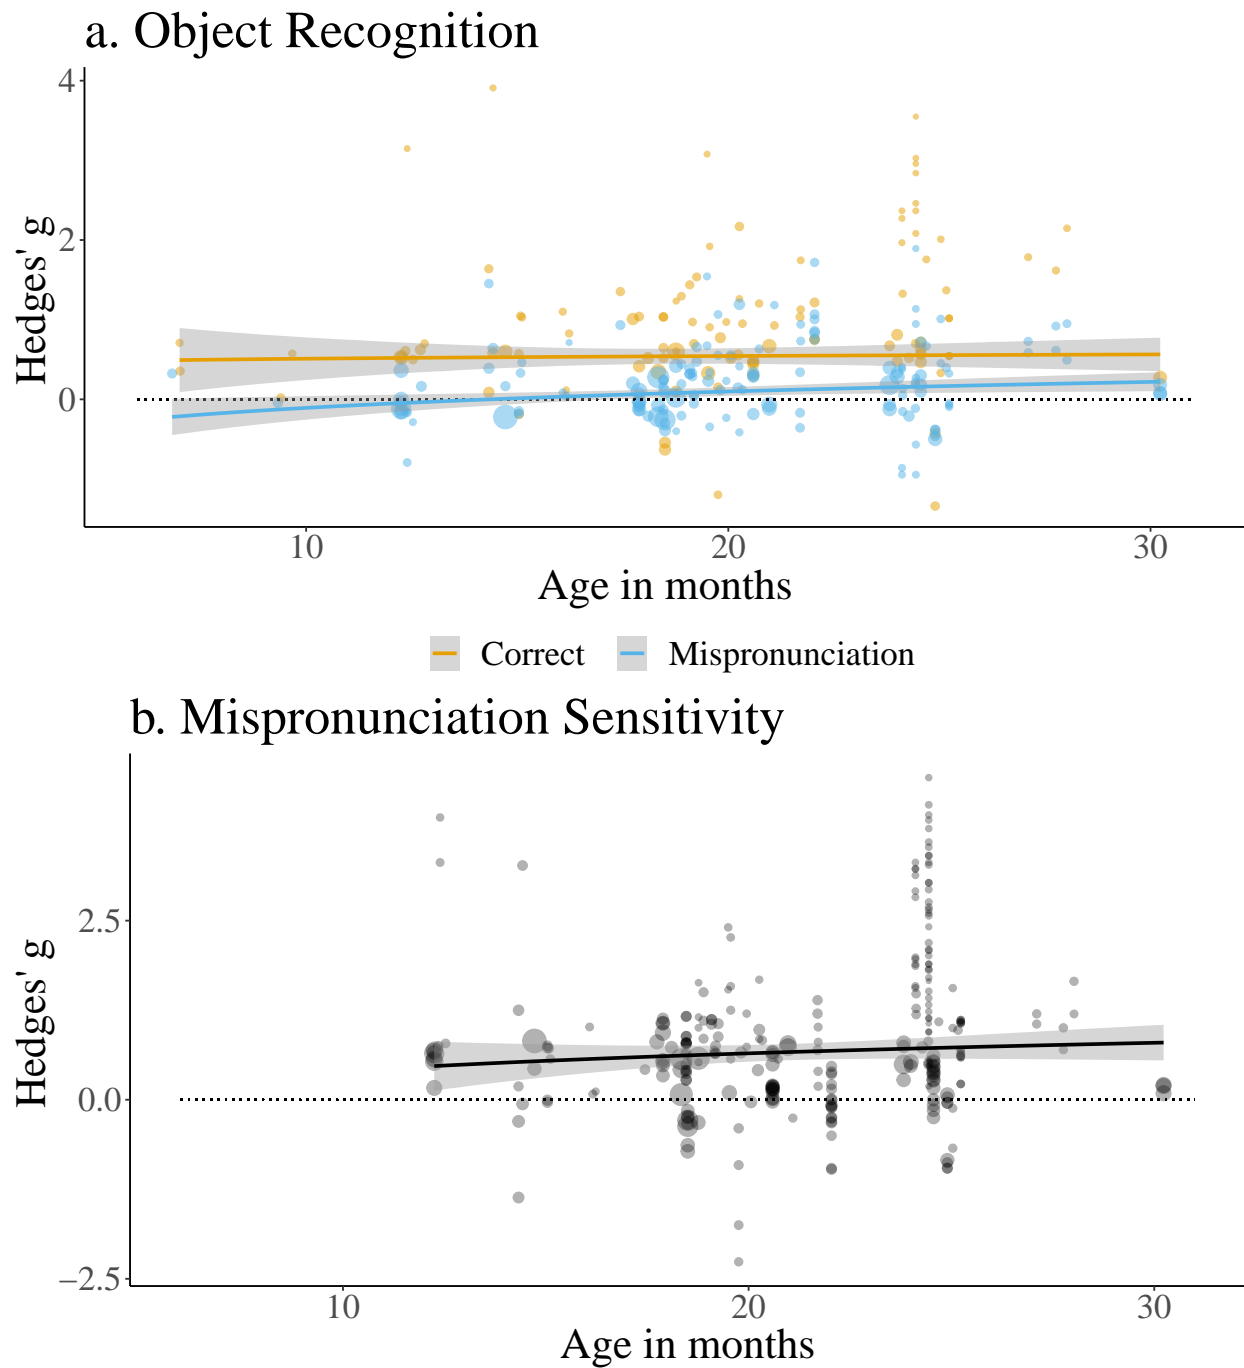 a. Object Recognition
4
2
0
Hedges' g
10 20 30
Age in months
Correct Mispronunciation
b. Mispronunciation Sensitivity
2.5
0.0
−2.5
Hedges' g
10 20 30
Age in months